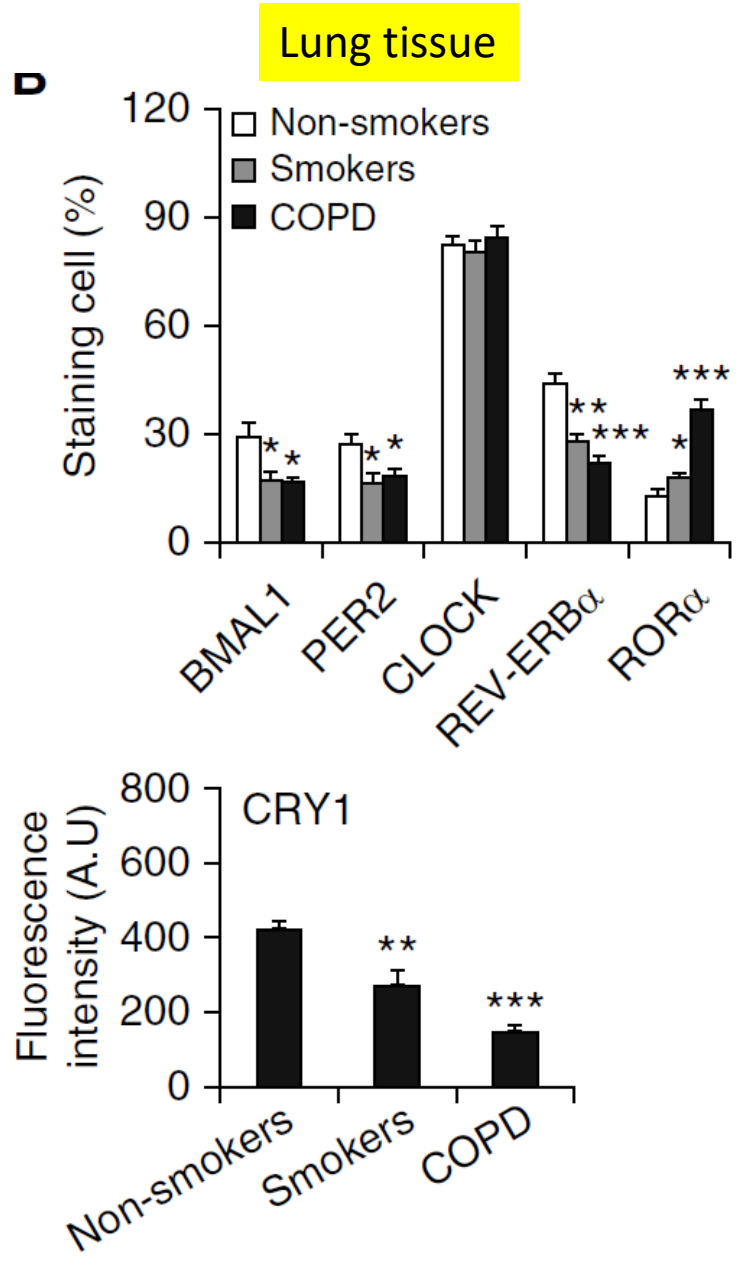 Lung tissue
B
120
90
60
30
0
Staining cell (%)
Non-smokers
Smokers
COPD
* *
* *
** ***
* ***
BMAL1
PER2
CLOCK
REV-ERBα
RORα
800
600
400
200
0
Fluorescence
intensity (A.U)
CRY1
**
***
Non-smokers
Smokers
COPD